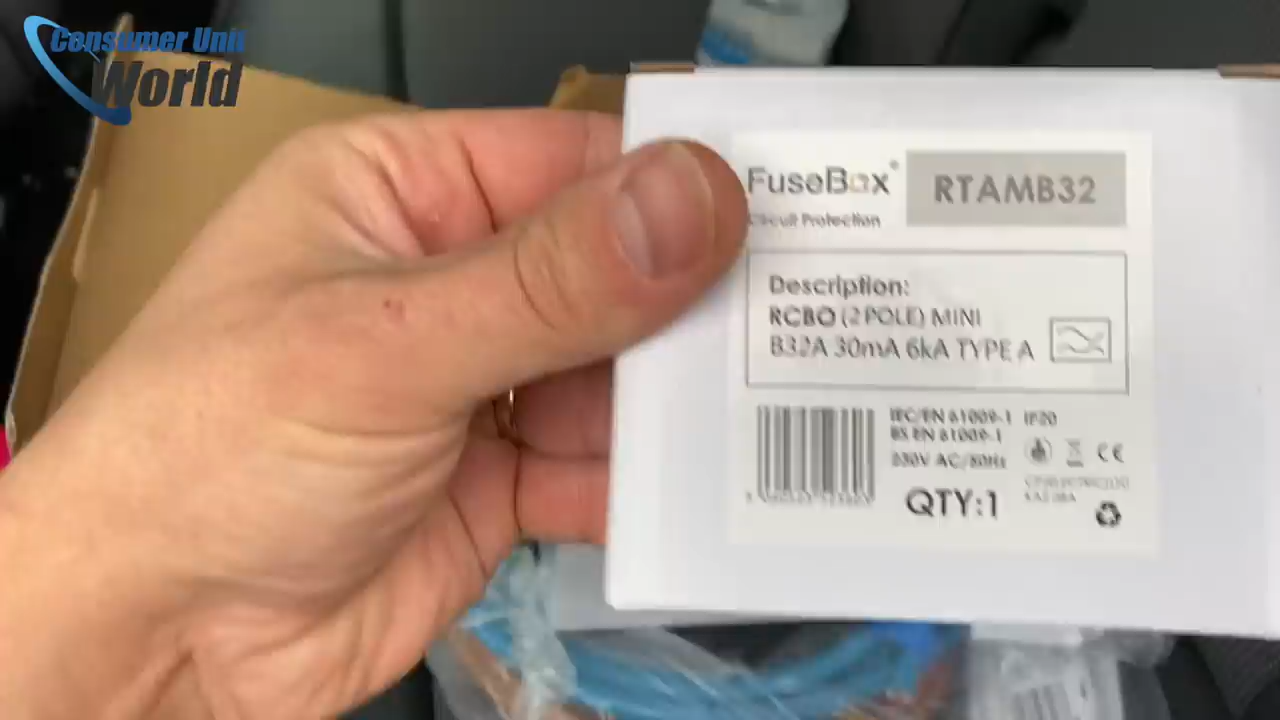 Consumer Unit
World
FuseBox
RTAMB32
Circuit Protection
Description:
RCBO (2 POLE) MINI
B32A 30mA 6kA TYPE A
IEC/EN 61009-1 IP20
BS EN 61009-1
230V AC/50Hz
CE
QTY:1